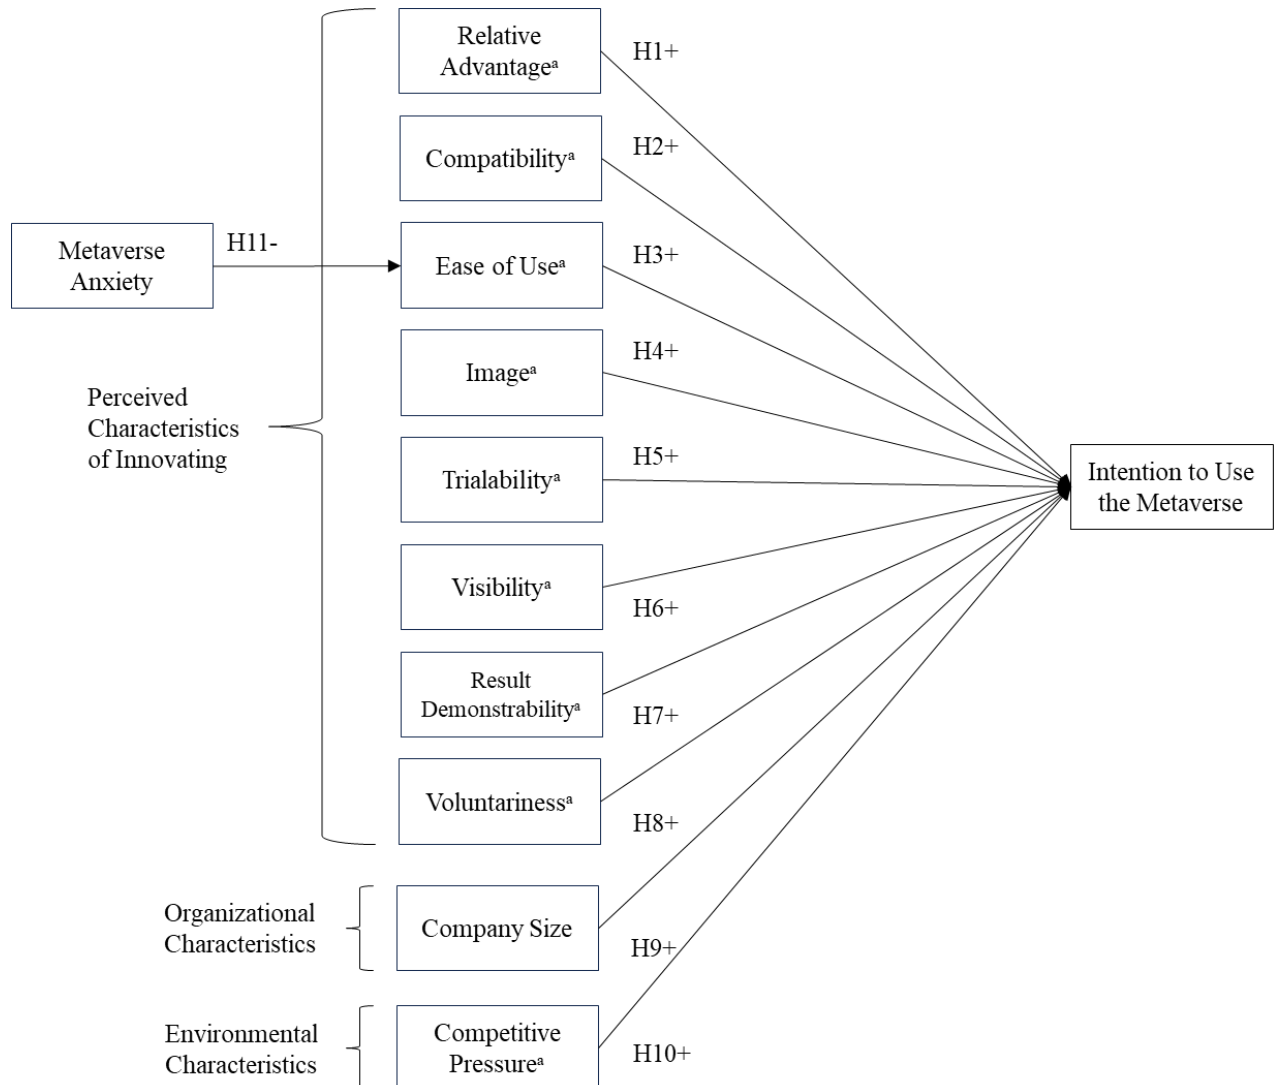 Relative
Advantageᵃ
H1+
Compatibilityᵃ
H2+
Metaverse
Anxiety
H11-
Ease of Useᵃ
H3+
Imageᵃ
H4+
Perceived
Characteristics
of Innovating
Trialabilityᵃ
H5+
Intention to Use
the Metaverse
Visibilityᵃ
H6+
Result
Demonstrabilityᵃ
H7+
Voluntarinessᵃ
H8+
Organizational
Characteristics
Company Size
H9+
Environmental
Characteristics
Competitive
Pressureᵃ
H10+